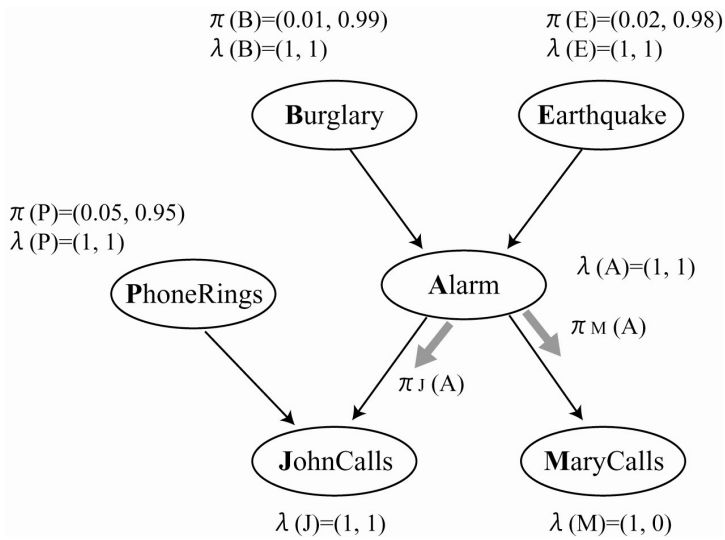 π (B)=(0.01, 0.99)
λ (B)=(1, 1)
π (E)=(0.02, 0.98)
λ (E)=(1, 1)
Burglary
Earthquake
π (P)=(0.05, 0.95)
λ (P)=(1, 1)
PhoneRings
Alarm
λ (A)=(1, 1)
π M (A)
π J (A)
JohnCalls
MaryCalls
λ (J)=(1, 1)
λ (M)=(1, 0)